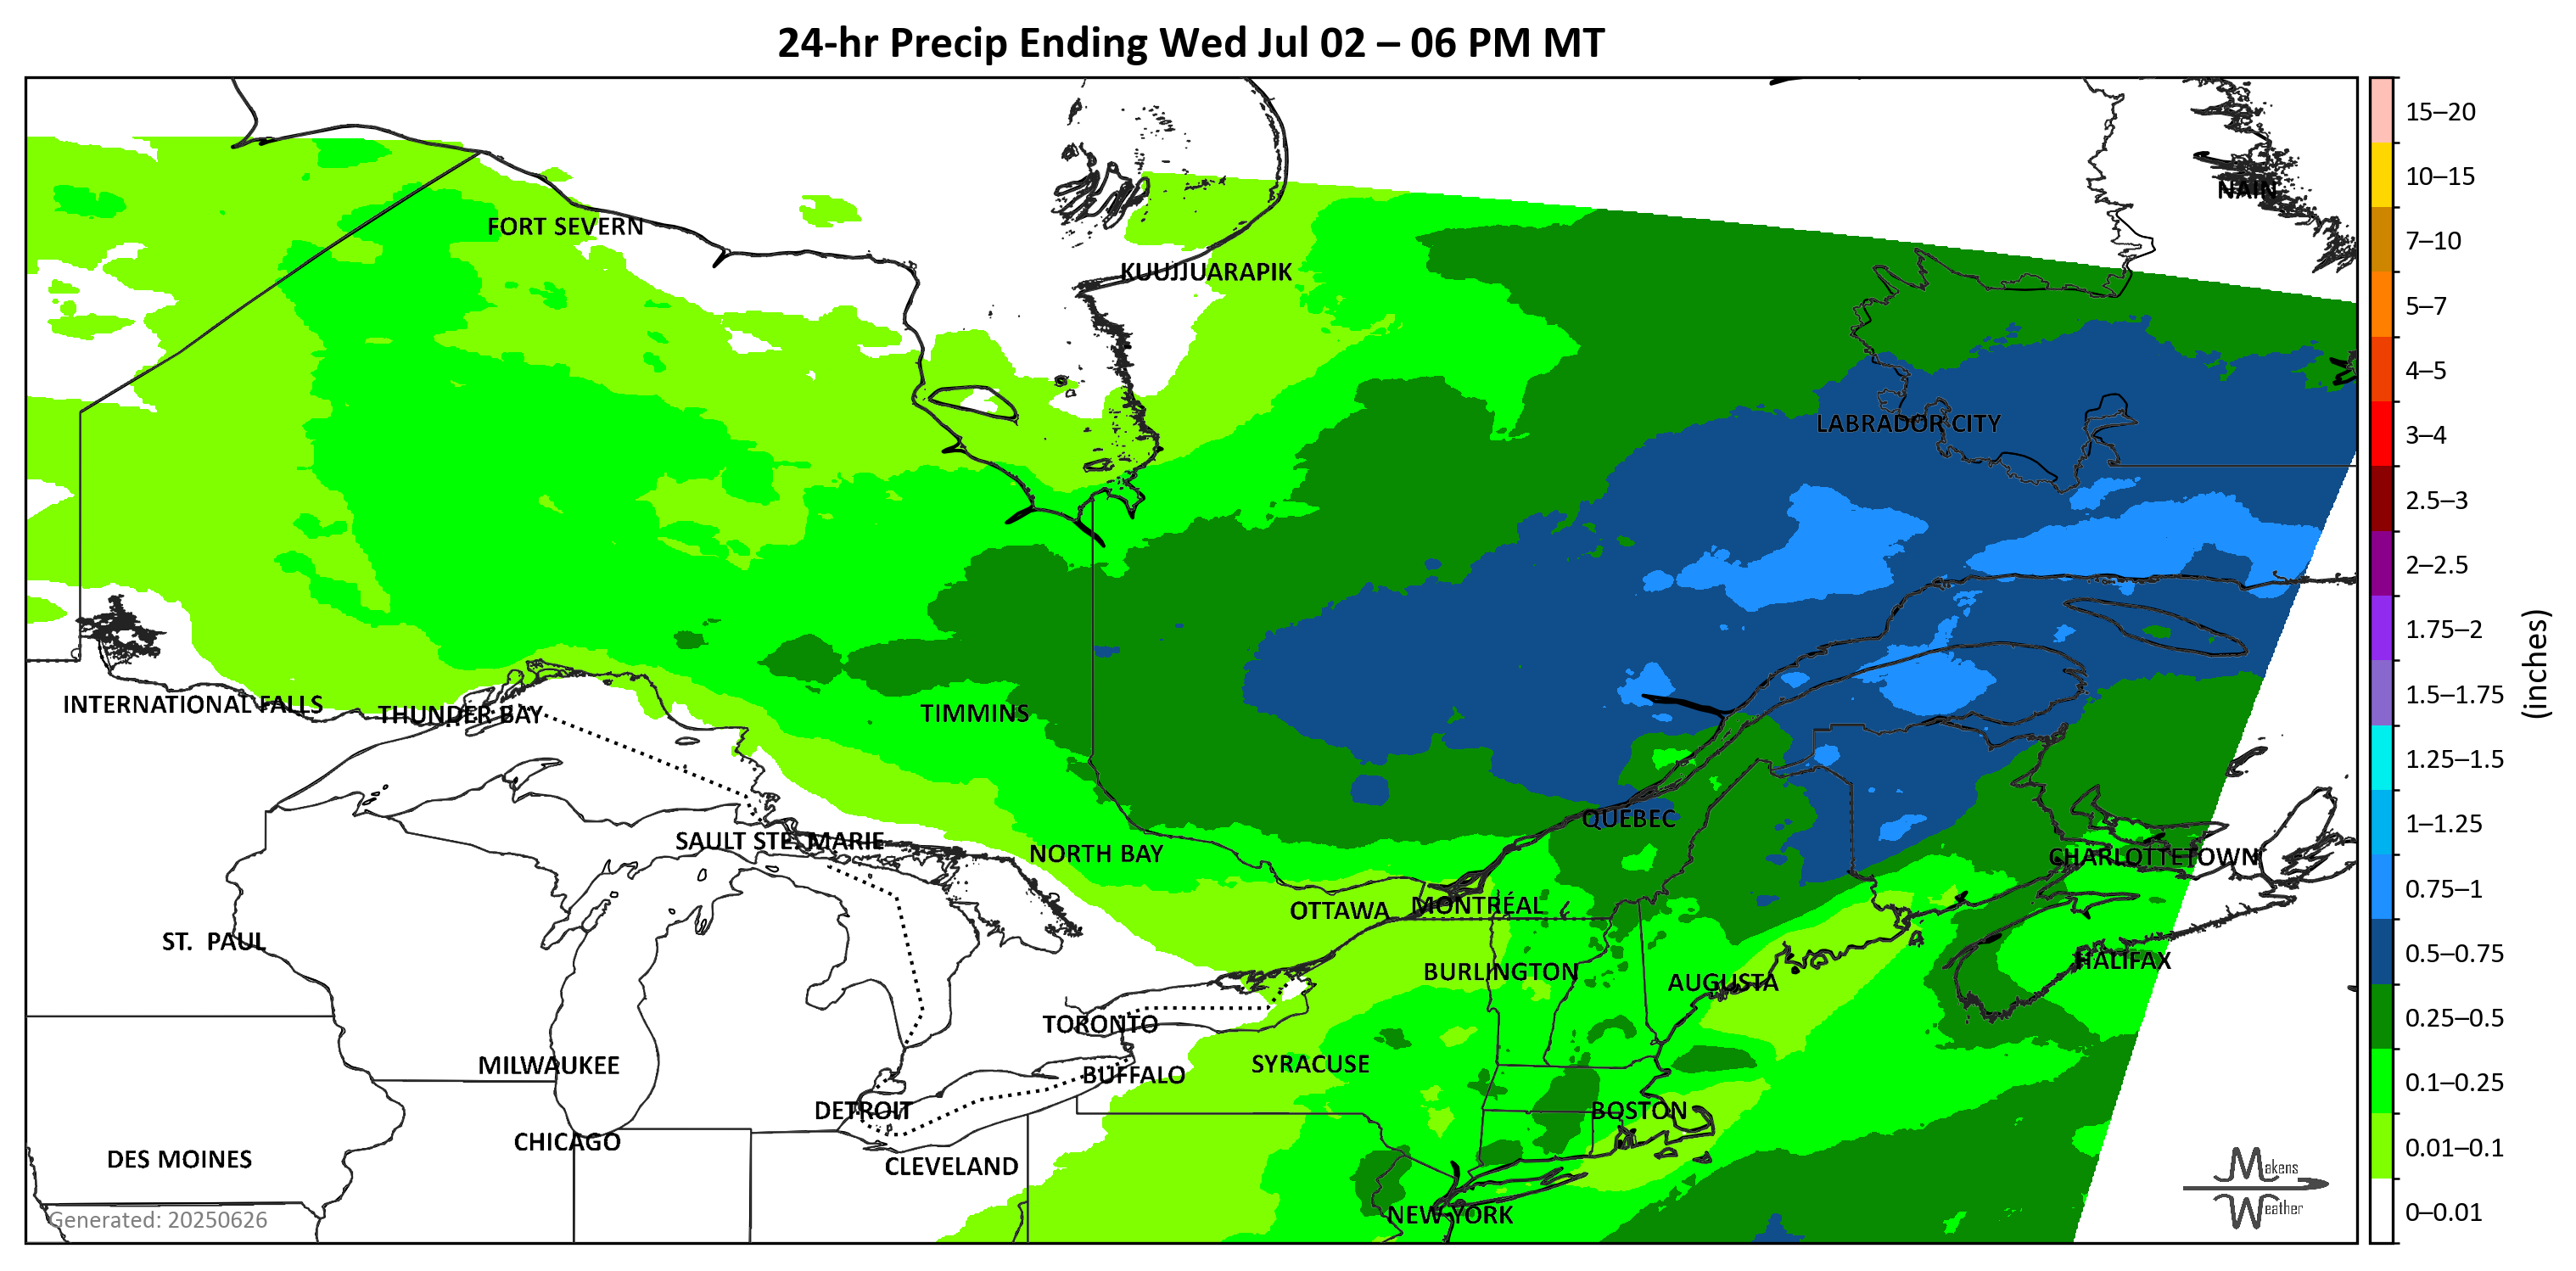 24-hr Precip Ending Wed Jul 02 – 06 PM MT
15–20
10–15
NAIN
FORT SEVERN
7–10
KUUJJUARAPIK
5–7
4–5
LABRADOR CITY
3–4
2.5–3
2–2.5
1.75–2
(inches)
1.5–1.75
INTERNATIONAL FALLS
THUNDER BAY
TIMMINS
1.25–1.5
QUEBEC
1–1.25
SAULT STE. MARIE
NORTH BAY
CHARLOTTETOWN
0.75–1
OTTAWA
MONTRÉAL
ST. PAUL
0.5–0.75
HALIFAX
BURLINGTON
AUGUSTA
0.25–0.5
TORONTO
MILWAUKEE
SYRACUSE
BUFFALO
0.1–0.25
DETROIT
BOSTON
CHICAGO
0.01–0.1
DES MOINES
CLEVELAND
Makens
Weather
0–0.01
NEW YORK
Generated: 20250626